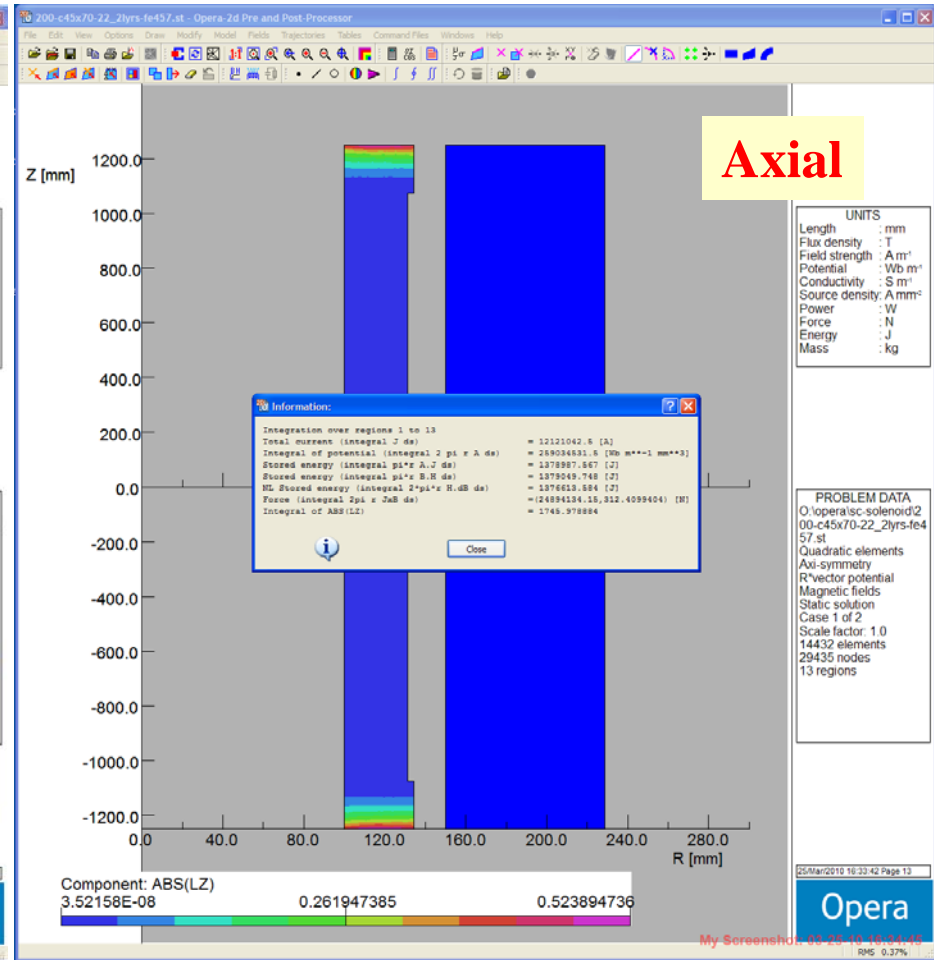 200-c45x70-22_2lyrs-fe457.st - Opera-2d Pre and Post-Processor
File Edit View Options Draw Modify Model Fields Trajectories Tables Command Files Windows Help
Axial
Z [mm]
1200.0
1000.0
800.0
600.0
400.0
200.0
0.0
-200.0
-400.0
-600.0
-800.0
-1000.0
-1200.0
0.0 40.0 80.0 120.0 160.0 200.0 240.0 280.0
R [mm]
Information:
Integration over regions 1 to 13
Total current (integral J ds) = 12121042.5 [A]
Integral of potential (integral 2 pi r A ds) = 259034531.5 [Wb m**-1 mm**3]
Stored energy (integral pi*r A.J ds) = 1378987.567 [J]
Stored energy (integral pi*r B.H ds) = 1379049.748 [J]
NL Stored energy (integral 2*pi*r H.dB ds) = 1376613.584 [J]
Force (integral 2pi r JaB ds) =(24894134.15,312.4099404) [N]
Integral of ABS(LZ) = 1745.978884
Close
UNITS
Length : mm
Flux density : T
Field strength : A m⁻¹
Potential : Wb m⁻¹
Conductivity : S m⁻¹
Source density: A mm⁻²
Power : W
Force : N
Energy : J
Mass : kg
PROBLEM DATA
O:\opera\sc-solenoid\2
00-c45x70-22_2lyrs-fe4
57.st
Quadratic elements
Axi-symmetry
R*vector potential
Magnetic fields
Static solution
Case 1 of 2
Scale factor: 1.0
14432 elements
29435 nodes
13 regions
Component: ABS(LZ)
3.52158E-08 0.261947385 0.523894736
25/Mar/2010 16:33:42 Page 13
Opera
My Screenshot: 03-25-10 16:34:45
RMS 0.37%